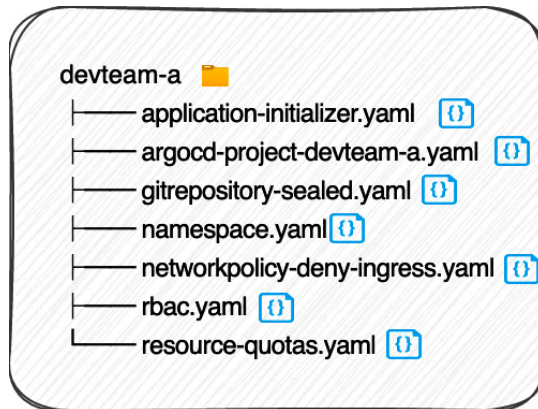 devteam-a
application-initializer.yaml {}
argocd-project-devteam-a.yaml {}
gitrepository-sealed.yaml {}
namespace.yaml {}
networkpolicy-deny-ingress.yaml {}
rbac.yaml {}
resource-quotas.yaml {}